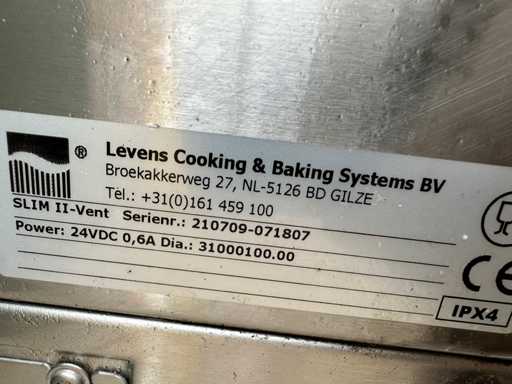 ® Levens Cooking & Baking Systems BV
Broekakkerweg 27, NL-5126 BD GILZE
Tel.: +31(0)161 459 100
SLIM II-Vent Serienr.: 210709-071807
Power: 24VDC 0,6A Dia.: 31000100.00
CE
IPX4